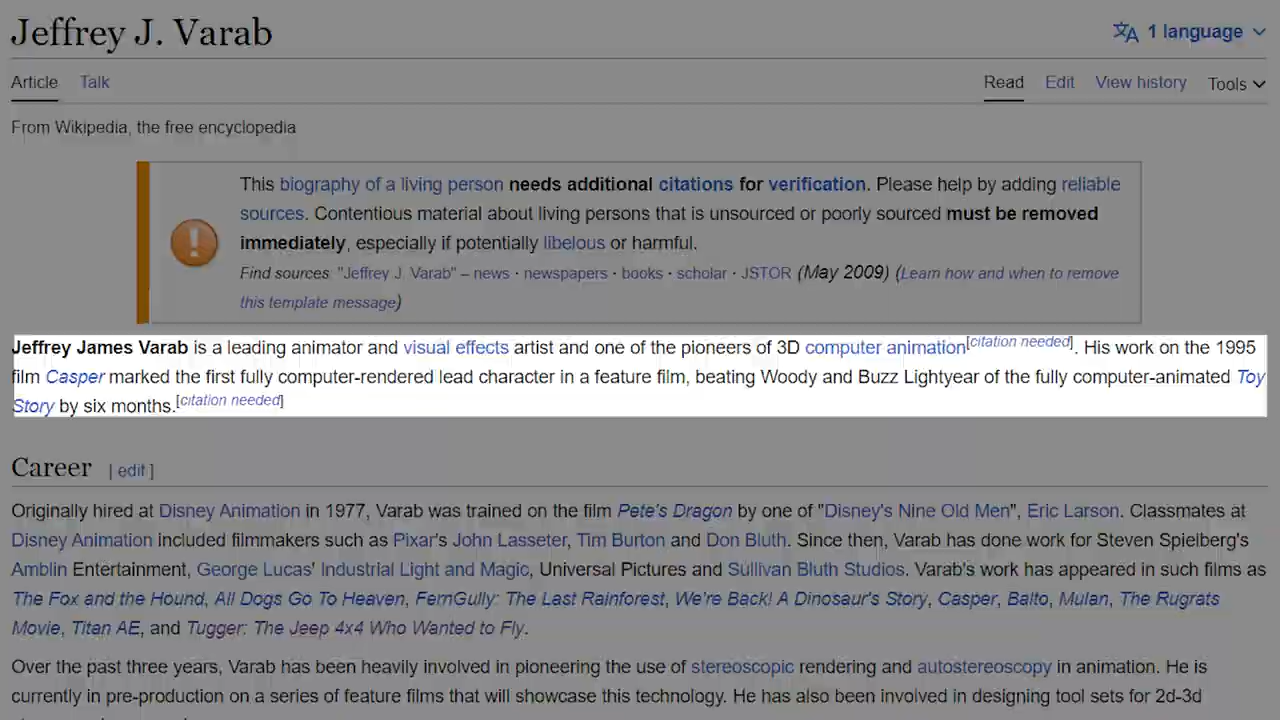 Jeffrey J. Varab
1 language
Article Talk Read Edit View history Tools
From Wikipedia, the free encyclopedia
This biography of a living person needs additional citations for verification. Please help by adding reliable
sources. Contentious material about living persons that is unsourced or poorly sourced must be removed
immediately, especially if potentially libelous or harmful.
Find sources: "Jeffrey J. Varab" – news · newspapers · books · scholar · JSTOR (May 2009) (Learn how and when to remove
this template message)
Jeffrey James Varab is a leading animator and visual effects artist and one of the pioneers of 3D computer animation[citation needed]. His work on the 1995
film Casper marked the first fully computer-rendered lead character in a feature film, beating Woody and Buzz Lightyear of the fully computer-animated Toy
Story by six months.[citation needed]
Career [ edit ]
Originally hired at Disney Animation in 1977, Varab was trained on the film Pete's Dragon by one of "Disney's Nine Old Men", Eric Larson. Classmates at
Disney Animation included filmmakers such as Pixar's John Lasseter, Tim Burton and Don Bluth. Since then, Varab has done work for Steven Spielberg's
Amblin Entertainment, George Lucas' Industrial Light and Magic, Universal Pictures and Sullivan Bluth Studios. Varab's work has appeared in such films as
The Fox and the Hound, All Dogs Go To Heaven, FernGully: The Last Rainforest, We're Back! A Dinosaur's Story, Casper, Balto, Mulan, The Rugrats
Movie, Titan AE, and Tugger: The Jeep 4x4 Who Wanted to Fly.
Over the past three years, Varab has been heavily involved in pioneering the use of stereoscopic rendering and autostereoscopy in animation. He is
currently in pre-production on a series of feature films that will showcase this technology. He has also been involved in designing tool sets for 2d-3d